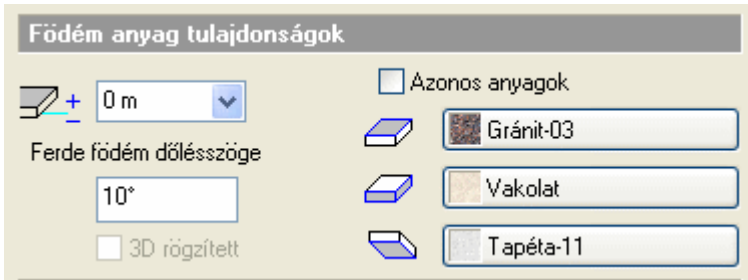 Födém anyag tulajdonságok
0 m
Azonos anyagok
Gránit-03
Ferde födém dőlésszöge
10°
Vakolat
3D rögzített
Tapéta-11